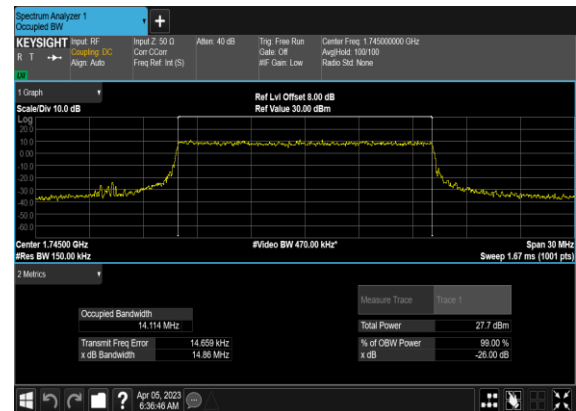 Spectrum Analyzer 1
Occupied BW
KEYSIGHT Input: RF Input Z: 50 Ω Atten: 40 dB Trig: Free Run Center Freq: 1.745000000 GHz
R T Coupling: DC Corr CCorr Gate: Off Avg|Hold: 100/100
Align: Auto Freq Ref: Int (S) #IF Gain: Low Radio Std: None
1 Graph
Scale/Div 10.0 dB Ref Lvl Offset 8.00 dB
Ref Value 30.00 dBm
Log
20.0
10.0
0.00
-10.0
-20.0
-30.0
-40.0
-50.0
-60.0
Center 1.74500 GHz #Video BW 470.00 kHz* Span 30 MHz
#Res BW 150.00 kHz Sweep 1.67 ms (1001 pts)
2 Metrics
Measure Trace Trace 1
Occupied Bandwidth
14.114 MHz Total Power 27.7 dBm
Transmit Freq Error 14.659 kHz % of OBW Power 99.00 %
x dB Bandwidth 14.86 MHz x dB -26.00 dB
Apr 05, 2023
6:36:46 AM